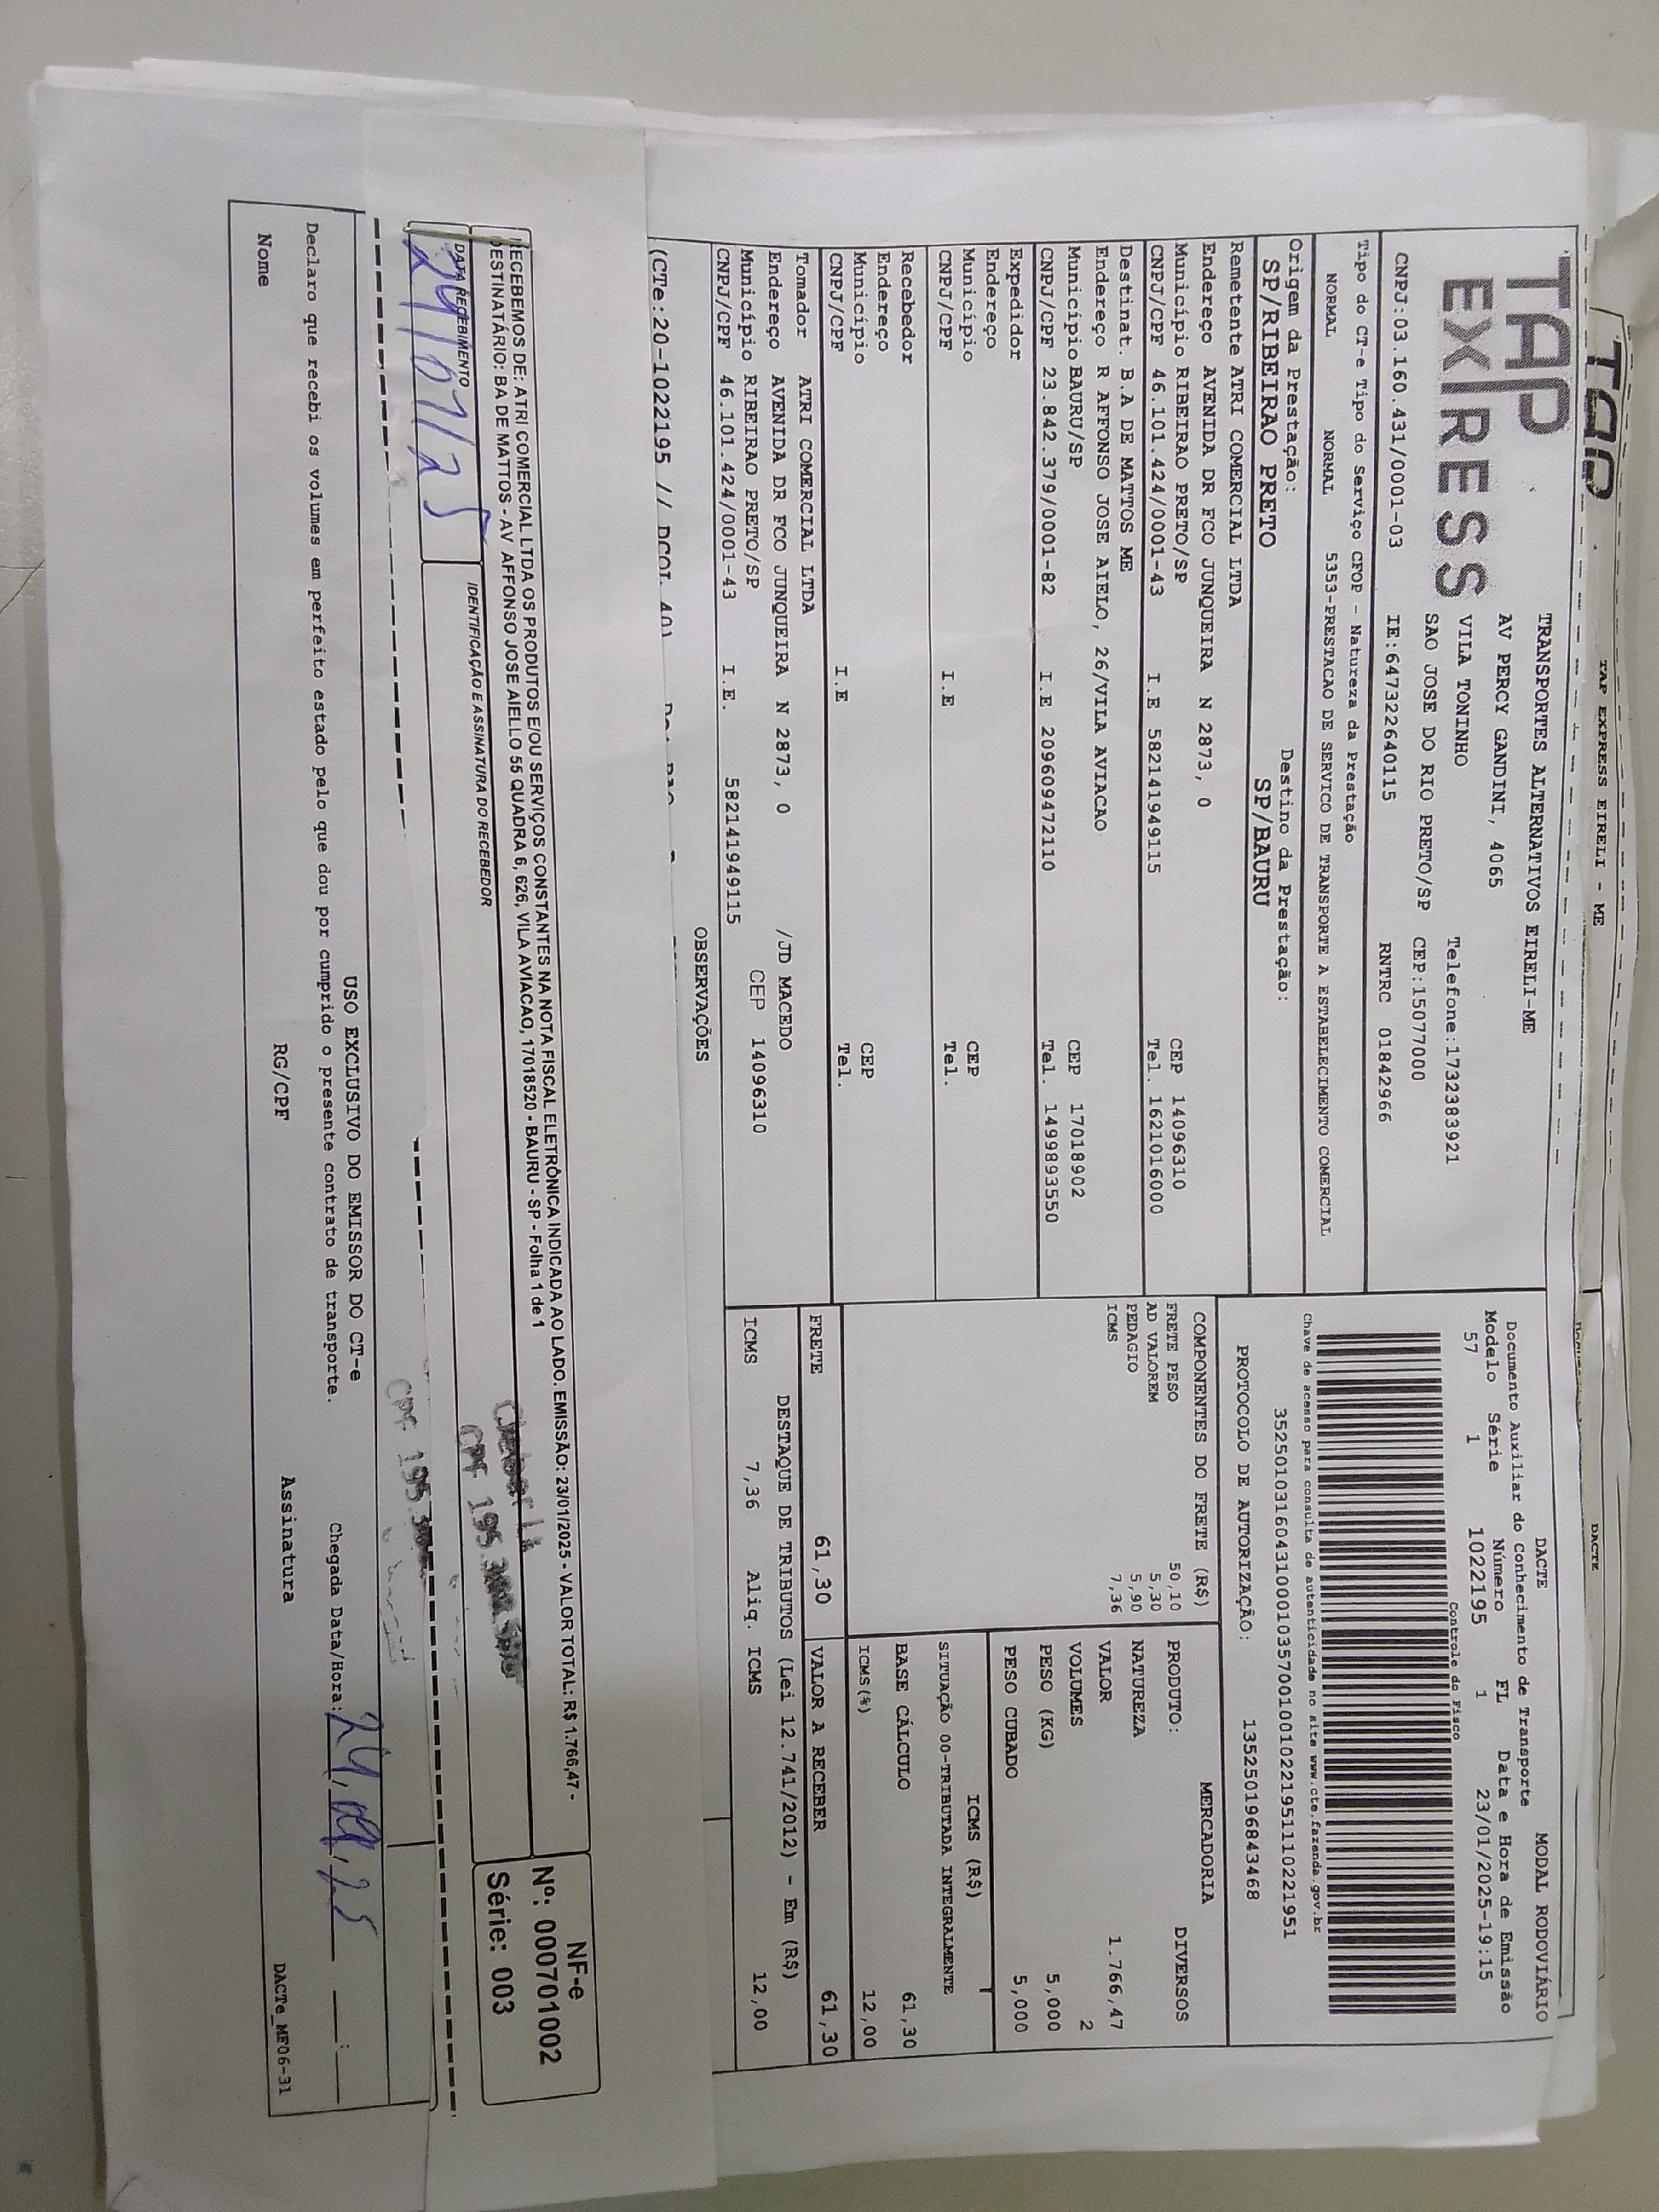 TAP
TAP EXPRESS EIRELI - ME
DACTE
TAP
EXPRESS
TRANSPORTES ALTERNATIVOS EIRELI-ME
AV PERCY GANDINI, 4065
VILA TONINHO
Telefone:1732383921
SAO JOSE DO RIO PRETO/SP CEP:15077000
CNPJ:03.160.431/0001-03 IE:647322640115 RNTRC 01842966
DACTE MODAL RODOVIÁRIO
Documento Auxiliar do Conhecimento de Transporte
Modelo Série Número FL Data e Hora de Emissão
57 1 1022195 1 23/01/2025-19:15
Controle do Fisco
Chave de acesso para consulta de autenticidade no site www.cte.fazenda.gov.br
35250103160431000103570010010221951110221951
PROTOCOLO DE AUTORIZAÇÃO: 135250196843468
Tipo do CT-e Tipo do Serviço CFOP - Natureza da Prestação
NORMAL NORMAL 5353-PRESTACAO DE SERVICO DE TRANSPORTE A ESTABELECIMENTO COMERCIAL
Origem da Prestação: Destino da Prestação:
SP/RIBEIRAO PRETO SP/BAURU
Remetente ATRI COMERCIAL LTDA
Endereço AVENIDA DR FCO JUNQUEIRA N 2873, 0
Município RIBEIRAO PRETO/SP CEP 14096310
CNPJ/CPF 46.101.424/0001-43 I.E 582141949115 Tel. 1621016000
Destinat. B.A DE MATTOS ME
Endereço R AFFONSO JOSE AIELO, 26/VILA AVIACAO
Município BAURU/SP CEP 17018902
CNPJ/CPF 23.842.379/0001-82 I.E 209609472110 Tel. 14998935550
Expedidor
Endereço
Município CEP
CNPJ/CPF I.E Tel.
Recebedor
Endereço
Município CEP
CNPJ/CPF I.E Tel.
Tomador ATRI COMERCIAL LTDA
Endereço AVENIDA DR FCO JUNQUEIRA N 2873, 0 /JD MACEDO
Município RIBEIRAO PRETO/SP CEP 14096310
CNPJ/CPF 46.101.424/0001-43 I.E. 582141949115
COMPONENTES DO FRETE (R$)
FRETE PESO 50,10
AD VALOREM 5,30
PEDAGIO 5,90
ICMS 7,36
MERCADORIA
PRODUTO: DIVERSOS
NATUREZA
VALOR 1.766,47
VOLUMES 2
PESO (KG) 5,000
PESO CUBADO 5,000
ICMS (R$)
SITUAÇÃO 00-TRIBUTADA INTEGRALMENTE
BASE CÁLCULO 61,30
ICMS(%) 12,00
FRETE 61,30 VALOR A RECEBER 61,30
DESTAQUE DE TRIBUTOS (Lei 12.741/2012) - Em (R$)
ICMS 7,36 Aliq. ICMS 12,00
OBSERVAÇÕES
(CTe:20-1022195 //
RECEBEMOS DE: ATRI COMERCIAL LTDA OS PRODUTOS E/OU SERVIÇOS CONSTANTES NA NOTA FISCAL ELETRÔNICA INDICADA AO LADO. EMISSÃO: 23/01/2025 - VALOR TOTAL: R$ 1.766,47 -
DESTINATÁRIO: BA DE MATTOS - AV AFFONSO JOSE AIELLO 55 QUADRA 6, 626, VILA AVIACAO, 17018520 - BAURU - SP - Folha 1 de 1
NF-e
Nº: 000701002
Série: 003
DATA RECEBIMENTO IDENTIFICAÇÃO E ASSINATURA DO RECEBEDOR
24/01/25
CPF 195.
CPF 195.
USO EXCLUSIVO DO EMISSOR DO CT-e
Declaro que recebi os volumes em perfeito estado pelo que dou por cumprido o presente contrato de transporte. Chegada Data/Hora: 24/01/25
Nome RG/CPF Assinatura
DACTe_MF06-31